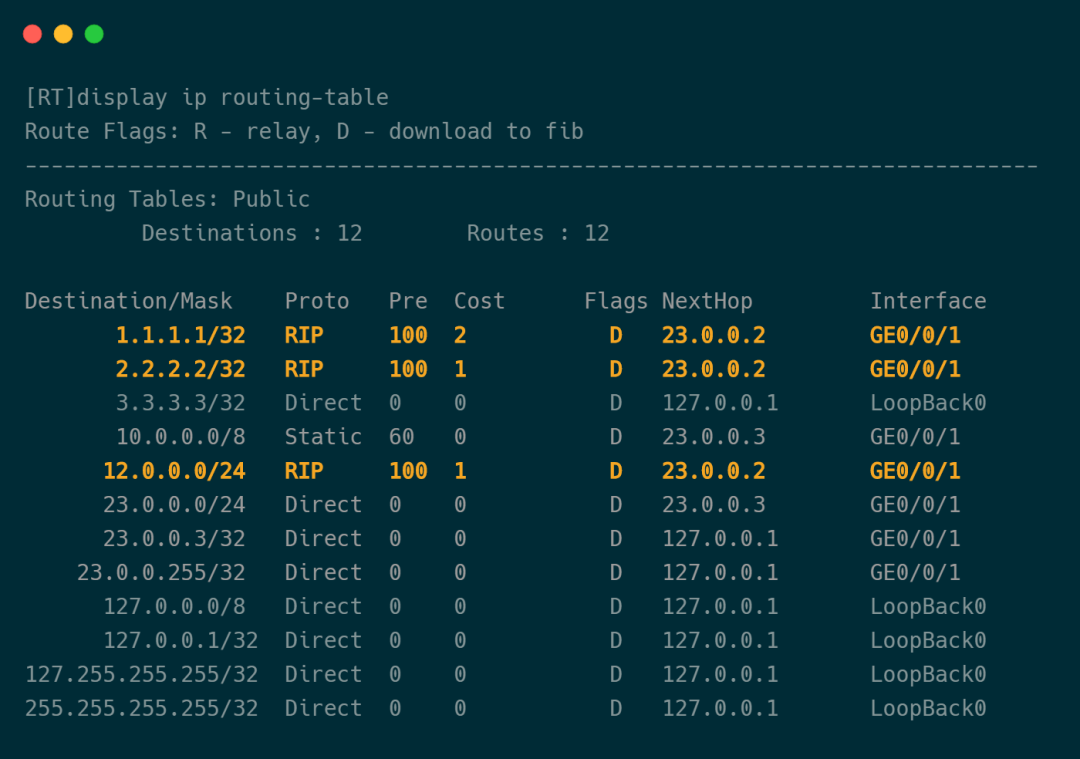 [RT]display ip routing-table
Route Flags: R - relay, D - download to fib
------------------------------------------------------------------------------
Routing Tables: Public
         Destinations : 12        Routes : 12

Destination/Mask    Proto   Pre  Cost      Flags NextHop         Interface
       1.1.1.1/32   RIP     100  2           D   23.0.0.2        GE0/0/1
       2.2.2.2/32   RIP     100  1           D   23.0.0.2        GE0/0/1
       3.3.3.3/32   Direct  0    0           D   127.0.0.1       LoopBack0
       10.0.0.0/8   Static  60   0           D   23.0.0.3        GE0/0/1
      12.0.0.0/24   RIP     100  1           D   23.0.0.2        GE0/0/1
      23.0.0.0/24   Direct  0    0           D   23.0.0.3        GE0/0/1
      23.0.0.3/32   Direct  0    0           D   127.0.0.1       GE0/0/1
    23.0.0.255/32   Direct  0    0           D   127.0.0.1       GE0/0/1
      127.0.0.0/8   Direct  0    0           D   127.0.0.1       LoopBack0
      127.0.0.1/32  Direct  0    0           D   127.0.0.1       LoopBack0
127.255.255.255/32  Direct  0    0           D   127.0.0.1       LoopBack0
255.255.255.255/32  Direct  0    0           D   127.0.0.1       LoopBack0